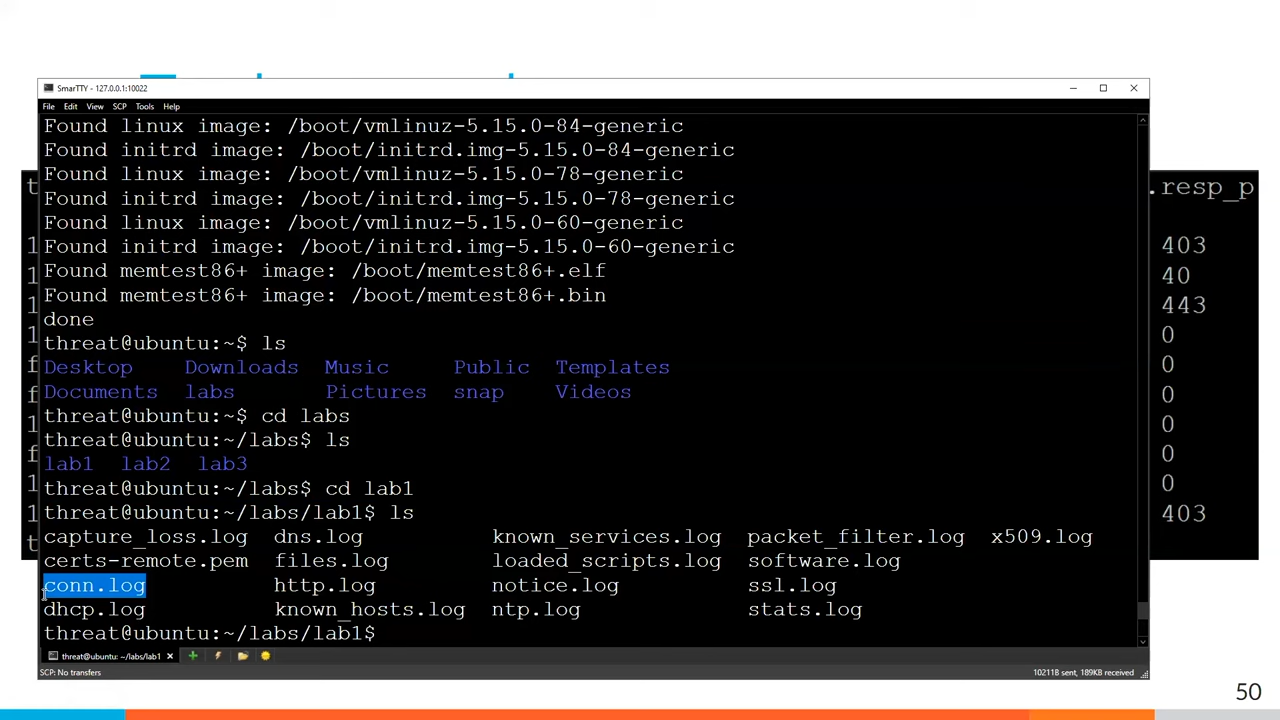 SmarTTY - 127.0.0.1:10022
File Edit View SCP Tools Help
Found linux image: /boot/vmlinuz-5.15.0-84-generic
Found initrd image: /boot/initrd.img-5.15.0-84-generic
Found linux image: /boot/vmlinuz-5.15.0-78-generic
Found initrd image: /boot/initrd.img-5.15.0-78-generic
Found linux image: /boot/vmlinuz-5.15.0-60-generic
Found initrd image: /boot/initrd.img-5.15.0-60-generic
Found memtest86+ image: /boot/memtest86+.elf
Found memtest86+ image: /boot/memtest86+.bin
done
threat@ubuntu:~$ ls
Desktop Downloads Music Public Templates
Documents labs Pictures snap Videos
threat@ubuntu:~$ cd labs
threat@ubuntu:~/labs$ ls
lab1 lab2 lab3
threat@ubuntu:~/labs$ cd lab1
threat@ubuntu:~/labs/lab1$ ls
capture_loss.log dns.log known_services.log packet_filter.log x509.log
certs-remote.pem files.log loaded_scripts.log software.log
conn.log http.log notice.log ssl.log
dhcp.log known_hosts.log ntp.log stats.log
threat@ubuntu:~/labs/lab1$
threat@ubuntu: ~/labs/lab1
SCP: No transfers
10211B sent, 189KB received
.resp_p
403
40
443
0
0
0
0
0
0
403
50